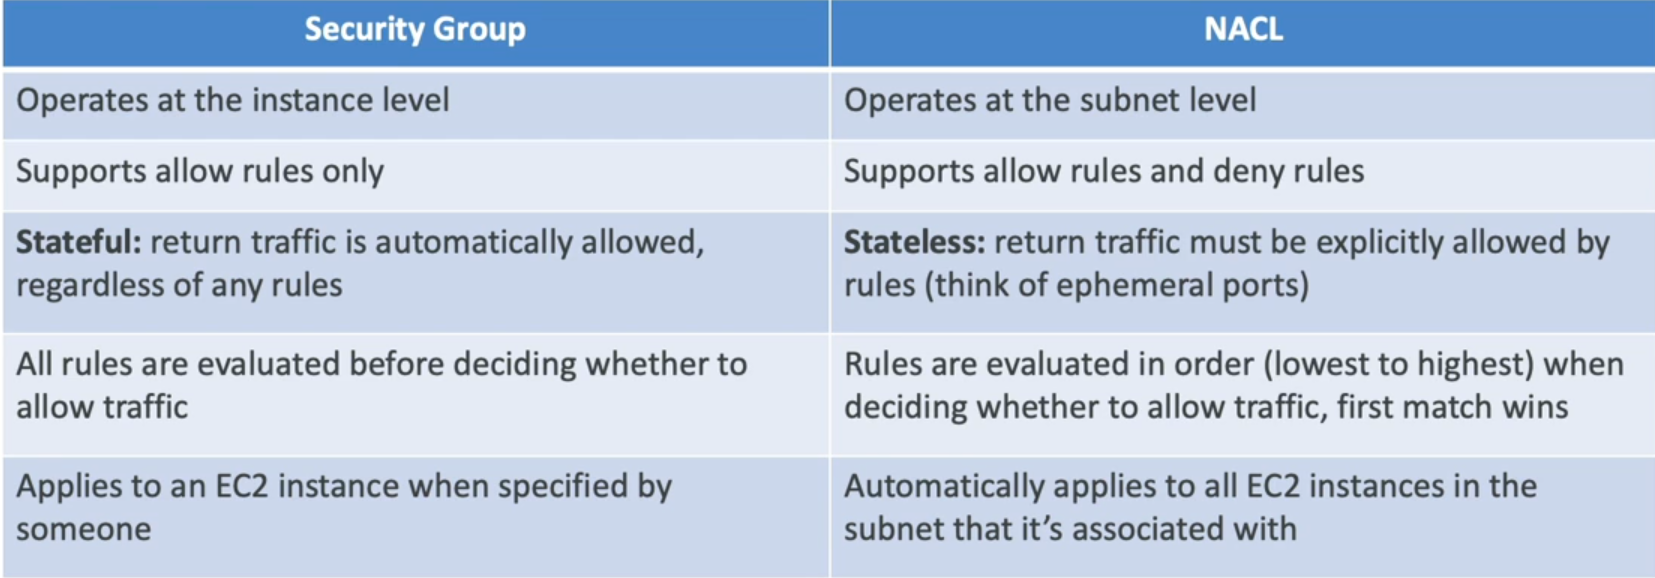 Security Group
NACL
Operates at the instance level
Operates at the subnet level
Supports allow rules only
Supports allow rules and deny rules
Stateful: return traffic is automatically allowed,
regardless of any rules
Stateless: return traffic must be explicitly allowed by
rules (think of ephemeral ports)
All rules are evaluated before deciding whether to
allow traffic
Rules are evaluated in order (lowest to highest) when
deciding whether to allow traffic, first match wins
Applies to an EC2 instance when specified by
someone
Automatically applies to all EC2 instances in the
subnet that it’s associated with